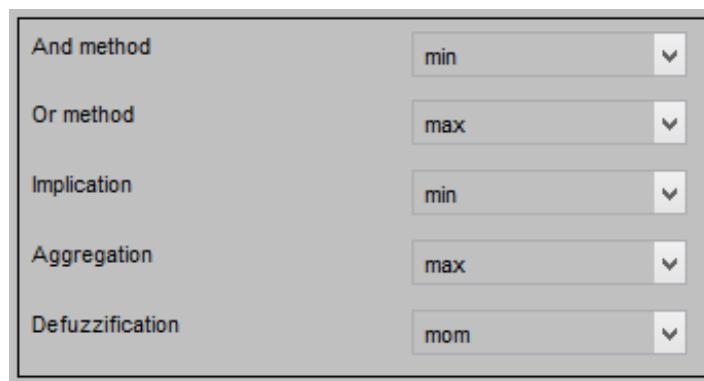 And method min
Or method max
Implication min
Aggregation max
Defuzzification mom